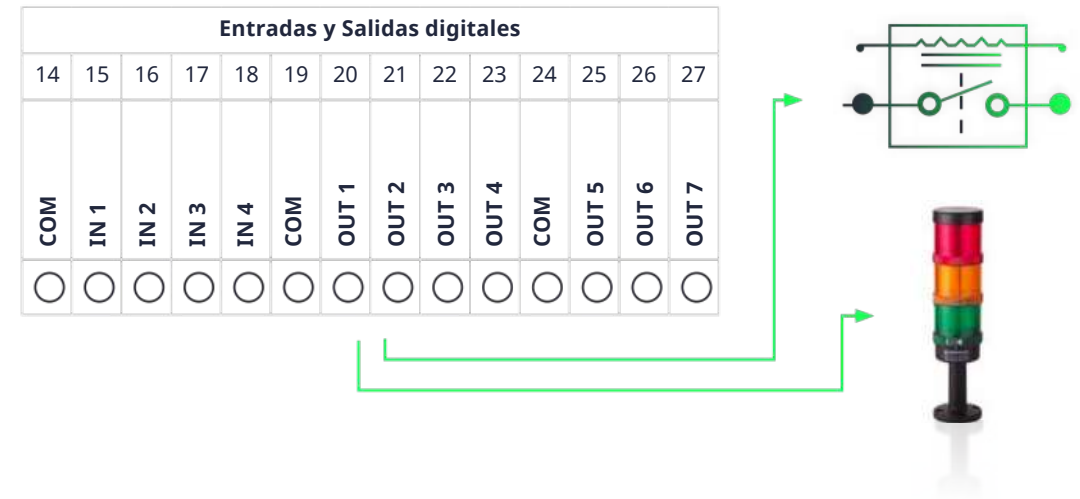 Entradas y Salidas digitales
14 15 16 17 18 19 20 21 22 23 24 25 26 27
COM IN 1 IN 2 IN 3 IN 4 COM OUT 1 OUT 2 OUT 3 OUT 4 COM OUT 5 OUT 6 OUT 7